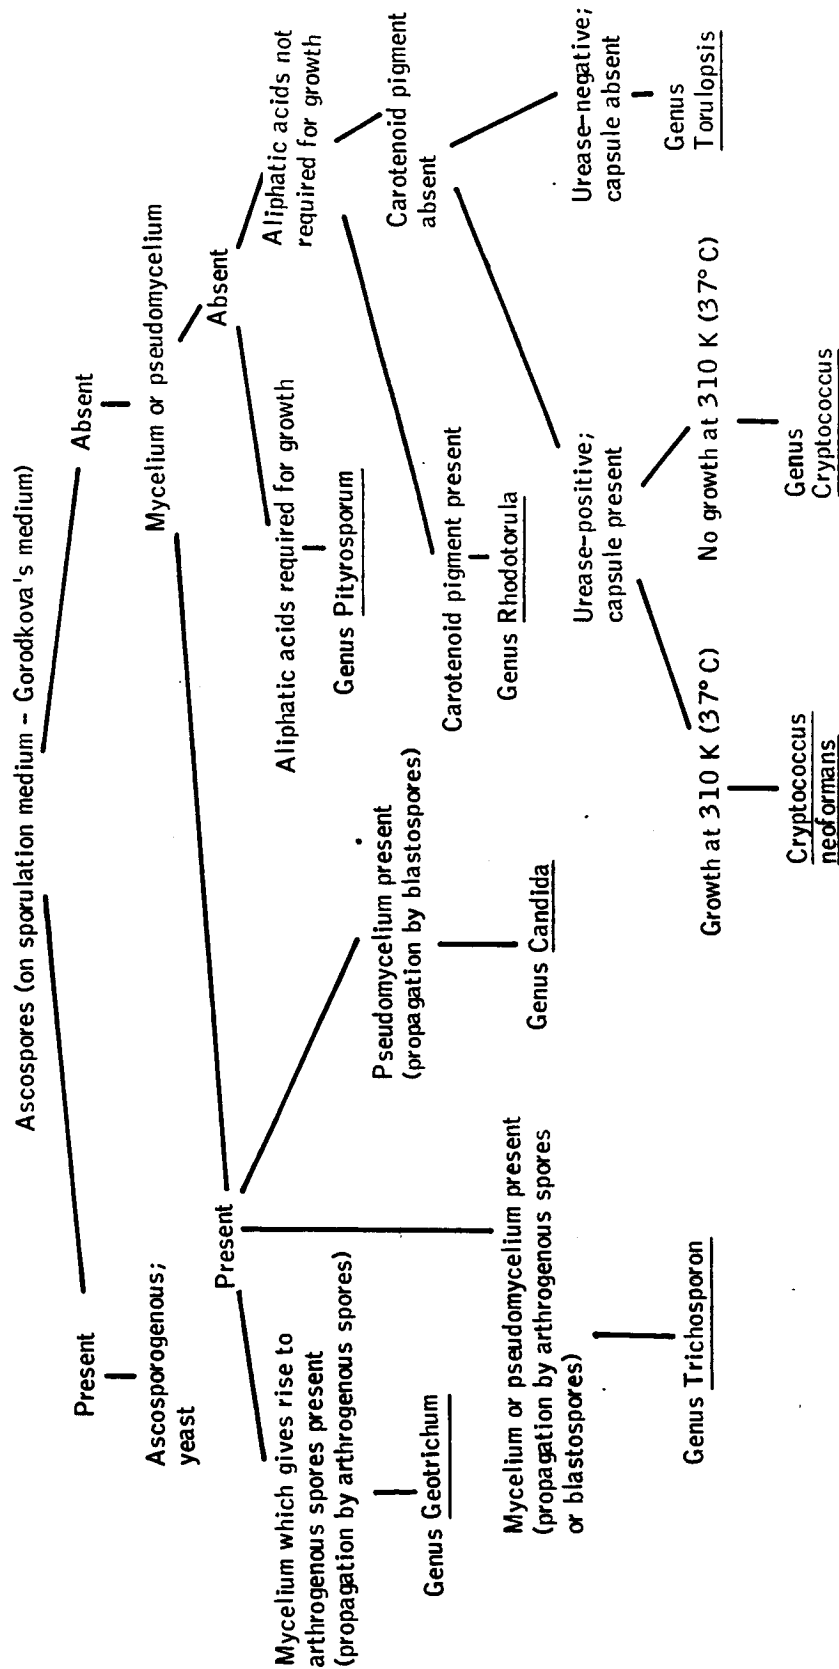 Ascospores (on sporulation medium - Gorodkova's medium)
Present
Absent
Ascosporogenous;
yeast
Mycelium or pseudomycelium
Present
Absent
Mycelium which gives rise to
arthrogenous spores present
(propagation by arthrogenous spores)
Genus Geotrichum
Pseudomycelium present
(propagation by blastospores)
Genus Candida
Mycelium or pseudomycelium present
(propagation by arthrogenous spores
or blastospores)
Genus Trichosporon
Aliphatic acids required for growth
Genus Pityrosporum
Aliphatic acids not
required for growth
Carotenoid pigment present
Genus Rhodotorula
Carotenoid pigment
absent
Urease-positive;
capsule present
Urease-negative;
capsule absent
Genus
Torulopsis
Growth at 310 K (37° C)
Cryptococcus
neoformans
No growth at 310 K (37° C)
Genus
Cryptococcus